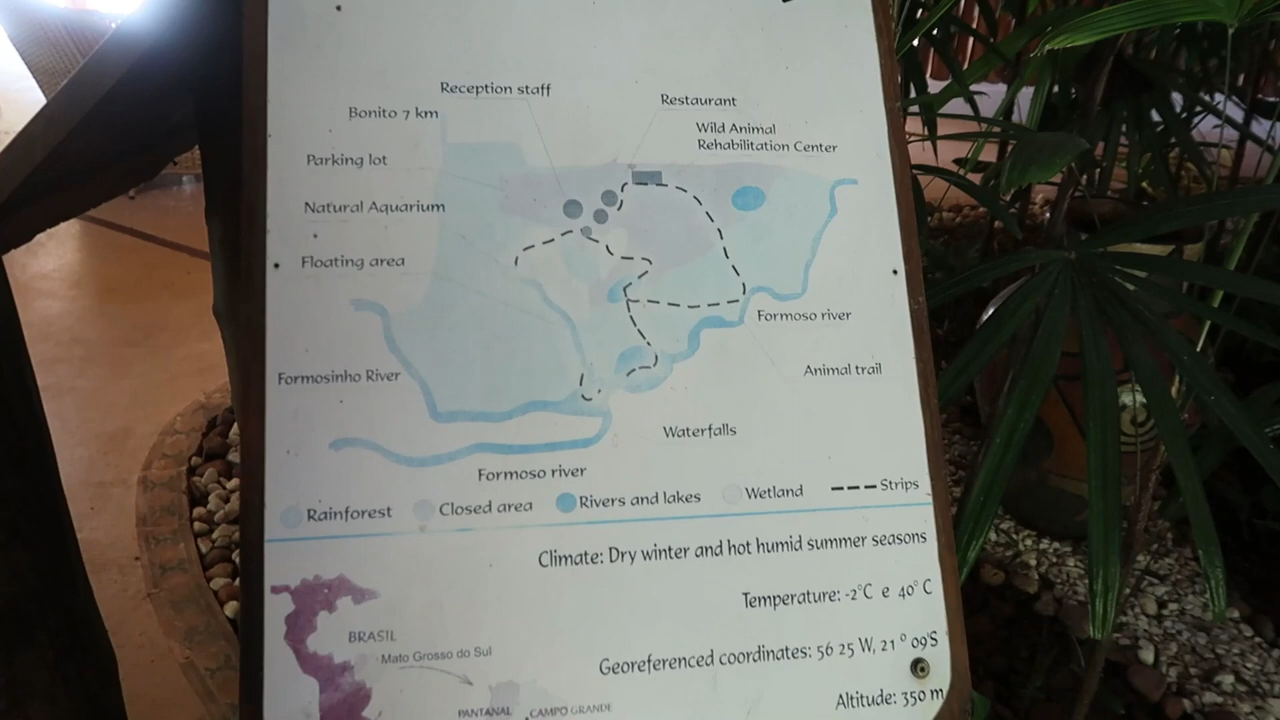 Reception staff
Restaurant
Bonito 7 km
Wild Animal
Rehabilitation Center
Parking lot
Natural Aquarium
Floating area
Formoso river
Animal trail
Formosinho River
Waterfalls
Formoso river
Rainforest Closed area Rivers and lakes Wetland Strips
Climate: Dry winter and hot humid summer seasons
Temperature: -2°C e 40° C
BRASIL
Mato Grosso do Sul
Georeferenced coordinates: 56 25 W, 21° 09'S
Altitude: 350 m
PANTANAL
CAMPO GRANDE